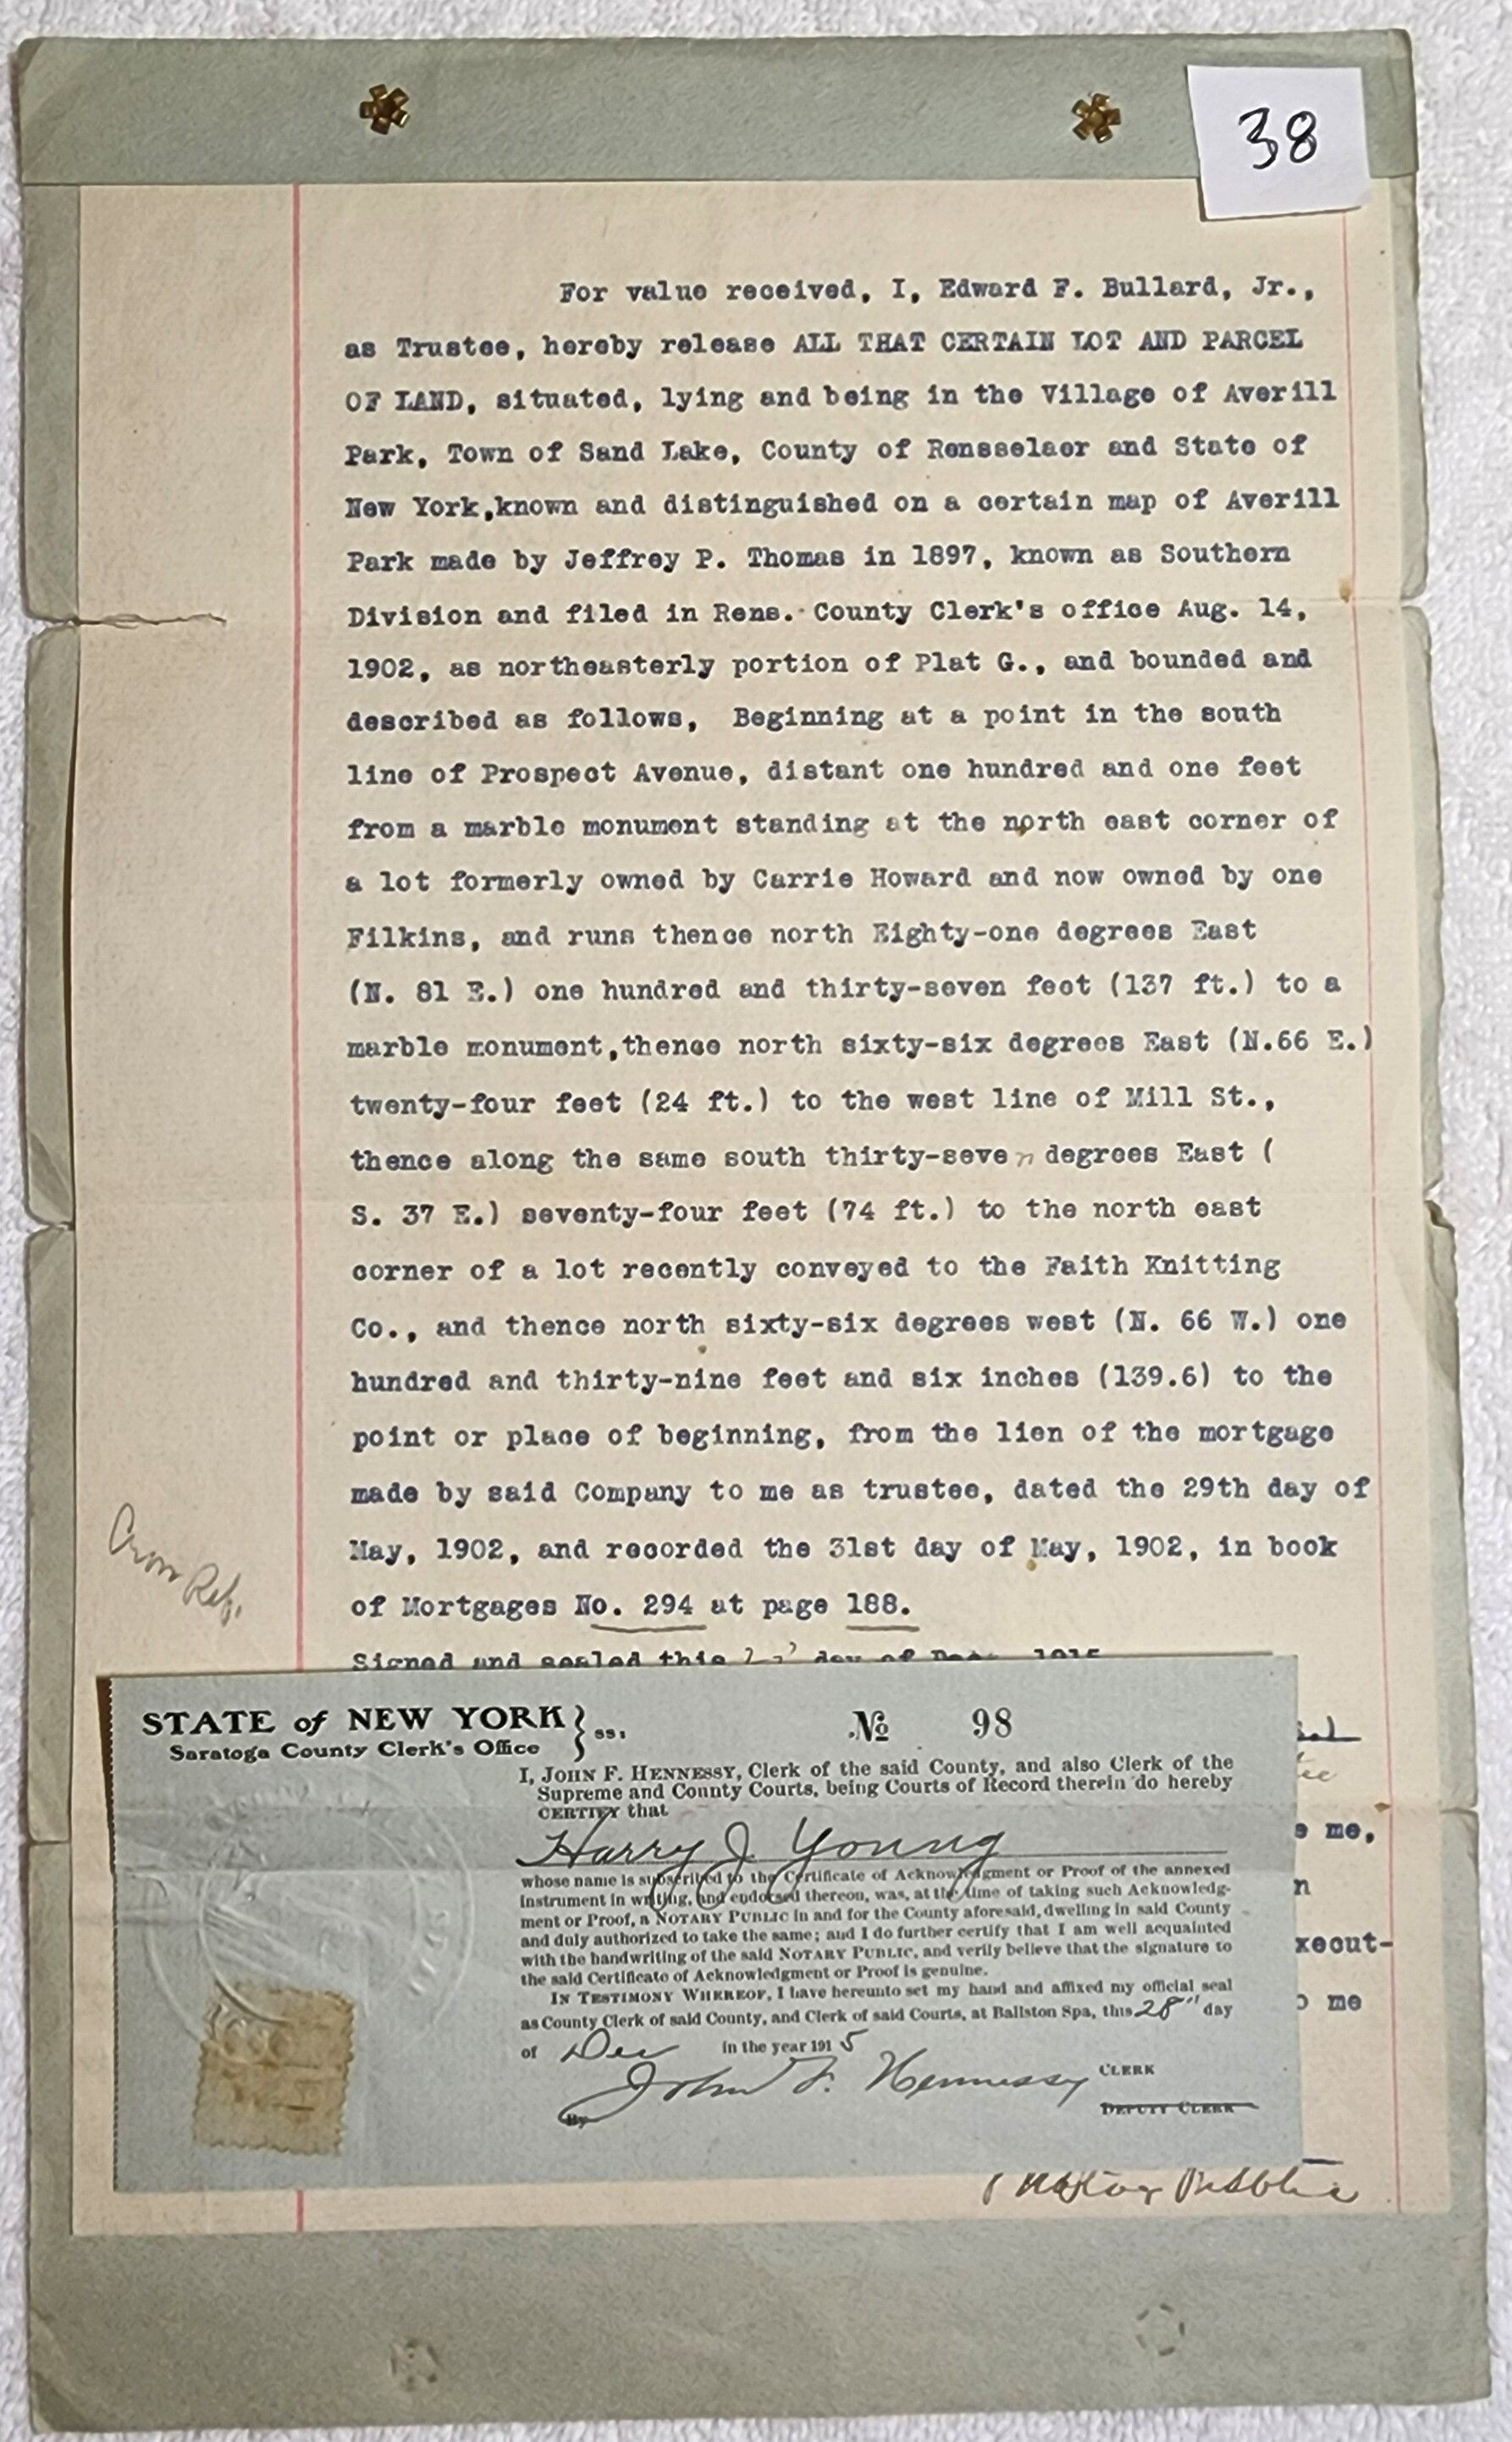 38
For value received, I, Edward F. Bullard, Jr.,
as Trustee, hereby release ALL THAT CERTAIN LOT AND PARCEL
OF LAND, situated, lying and being in the Village of Averill
Park, Town of Sand Lake, County of Rensselaer and State of
New York,known and distinguished on a certain map of Averill
Park made by Jeffrey P. Thomas in 1897, known as Southern
Division and filed in Rens. County Clerk's office Aug. 14,
1902, as northeasterly portion of Plat G., and bounded and
described as follows, Beginning at a point in the south
line of Prospect Avenue, distant one hundred and one feet
from a marble monument standing at the north east corner of
a lot formerly owned by Carrie Howard and now owned by one
Filkins, and runs thence north Eighty-one degrees East
(N. 81 E.) one hundred and thirty-seven feet (137 ft.) to a
marble monument,thence north sixty-six degrees East (N.66 E.)
twenty-four feet (24 ft.) to the west line of Mill St.,
thence along the same south thirty-seven degrees East (
S. 37 E.) seventy-four feet (74 ft.) to the north east
corner of a lot recently conveyed to the Faith Knitting
Co., and thence north sixty-six degrees west (N. 66 W.) one
hundred and thirty-nine feet and six inches (139.6) to the
point or place of beginning, from the lien of the mortgage
made by said Company to me as trustee, dated the 29th day of
May, 1902, and recorded the 31st day of May, 1902, in book
Cross Ref.
of Mortgages No. 294 at page 188.
Signed and sealed this day of Dec. 1915
STATE of NEW YORK } ss.
Saratoga County Clerk's Office
No 98
I, JOHN F. HENNESSY, Clerk of the said County, and also Clerk of the
Supreme and County Courts, being Courts of Record therein do hereby
CERTIFY that
Harry J Young
whose name is subscribed to the Certificate of Acknowledgment or Proof of the annexed
instrument in writing, and endorsed thereon, was, at the time of taking such Acknowledg-
ment or Proof, a NOTARY PUBLIC in and for the County aforesaid, dwelling in said County
and duly authorized to take the same; and I do further certify that I am well acquainted
with the handwriting of the said NOTARY PUBLIC, and verily believe that the signature to
the said Certificate of Acknowledgment or Proof is genuine.
IN TESTIMONY WHEREOF, I have hereunto set my hand and affixed my official seal
as County Clerk of said County, and Clerk of said Courts, at Ballston Spa, this 28" day
of Dec in the year 1915
John F. Hennessy CLERK
By DEPUTY CLERK
me,
xecut-
me
Notary Public